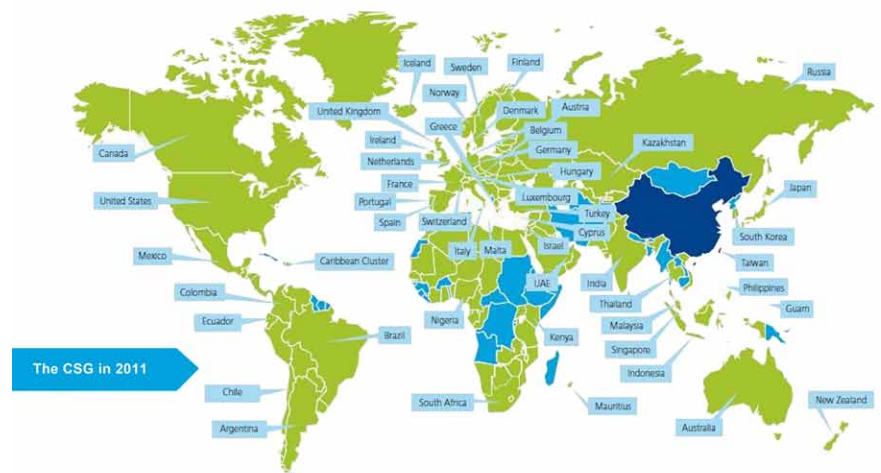 Iceland
Sweden
Finland
Russia
Norway
United Kingdom
Denmark
Austria
Greece
Belgium
Ireland
Germany
Kazakhstan
Canada
Netherlands
Hungary
France
Japan
United States
Portugal
Luxembourg
Spain
Switzerland
Turkey
Cyprus
South Korea
Mexico
Caribbean Cluster
Italy
Malta
Israel
Taiwan
Colombia
UAE
India
Philippines
Thailand
Guam
Ecuador
Nigeria
Malaysia
Brazil
Kenya
Singapore
The CSG in 2011
Indonesia
Chile
South Africa
Mauritius
New Zealand
Argentina
Australia